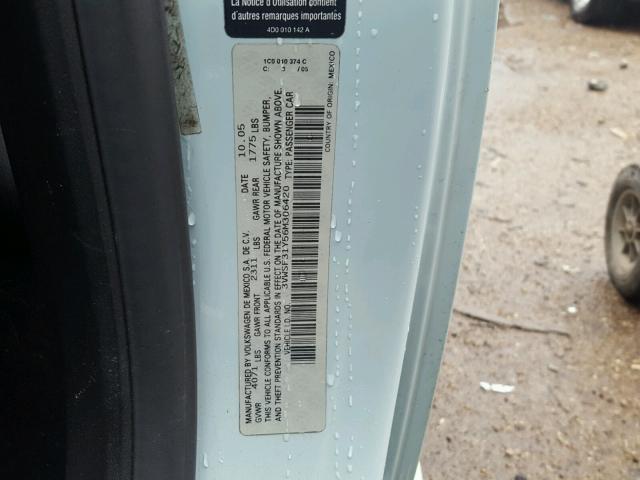 La Notice d'Utilisation contient
d'autres remarques importantes
4D0 010 142 A
1C0 010 374 C
/05
MANUFACTURED BY VOLKSWAGEN DE MEXICO S.A. DE C.V. DATE 10.05
GVWR 4071 LBS GAWR FRONT 2311 LBS GAWR REAR 1775 LBS
THIS VEHICLE CONFORMS TO ALL APPLICABLE U.S. FEDERAL MOTOR VEHICLE SAFETY, BUMPER,
AND THEFT PREVENTION STANDARDS IN EFFECT ON THE DATE OF MANUFACTURE SHOWN ABOVE.
VEHICLE I.D. NO. 3VWSF31Y56M306420 TYPE: PASSENGER CAR
COUNTRY OF ORIGIN: MEXICO